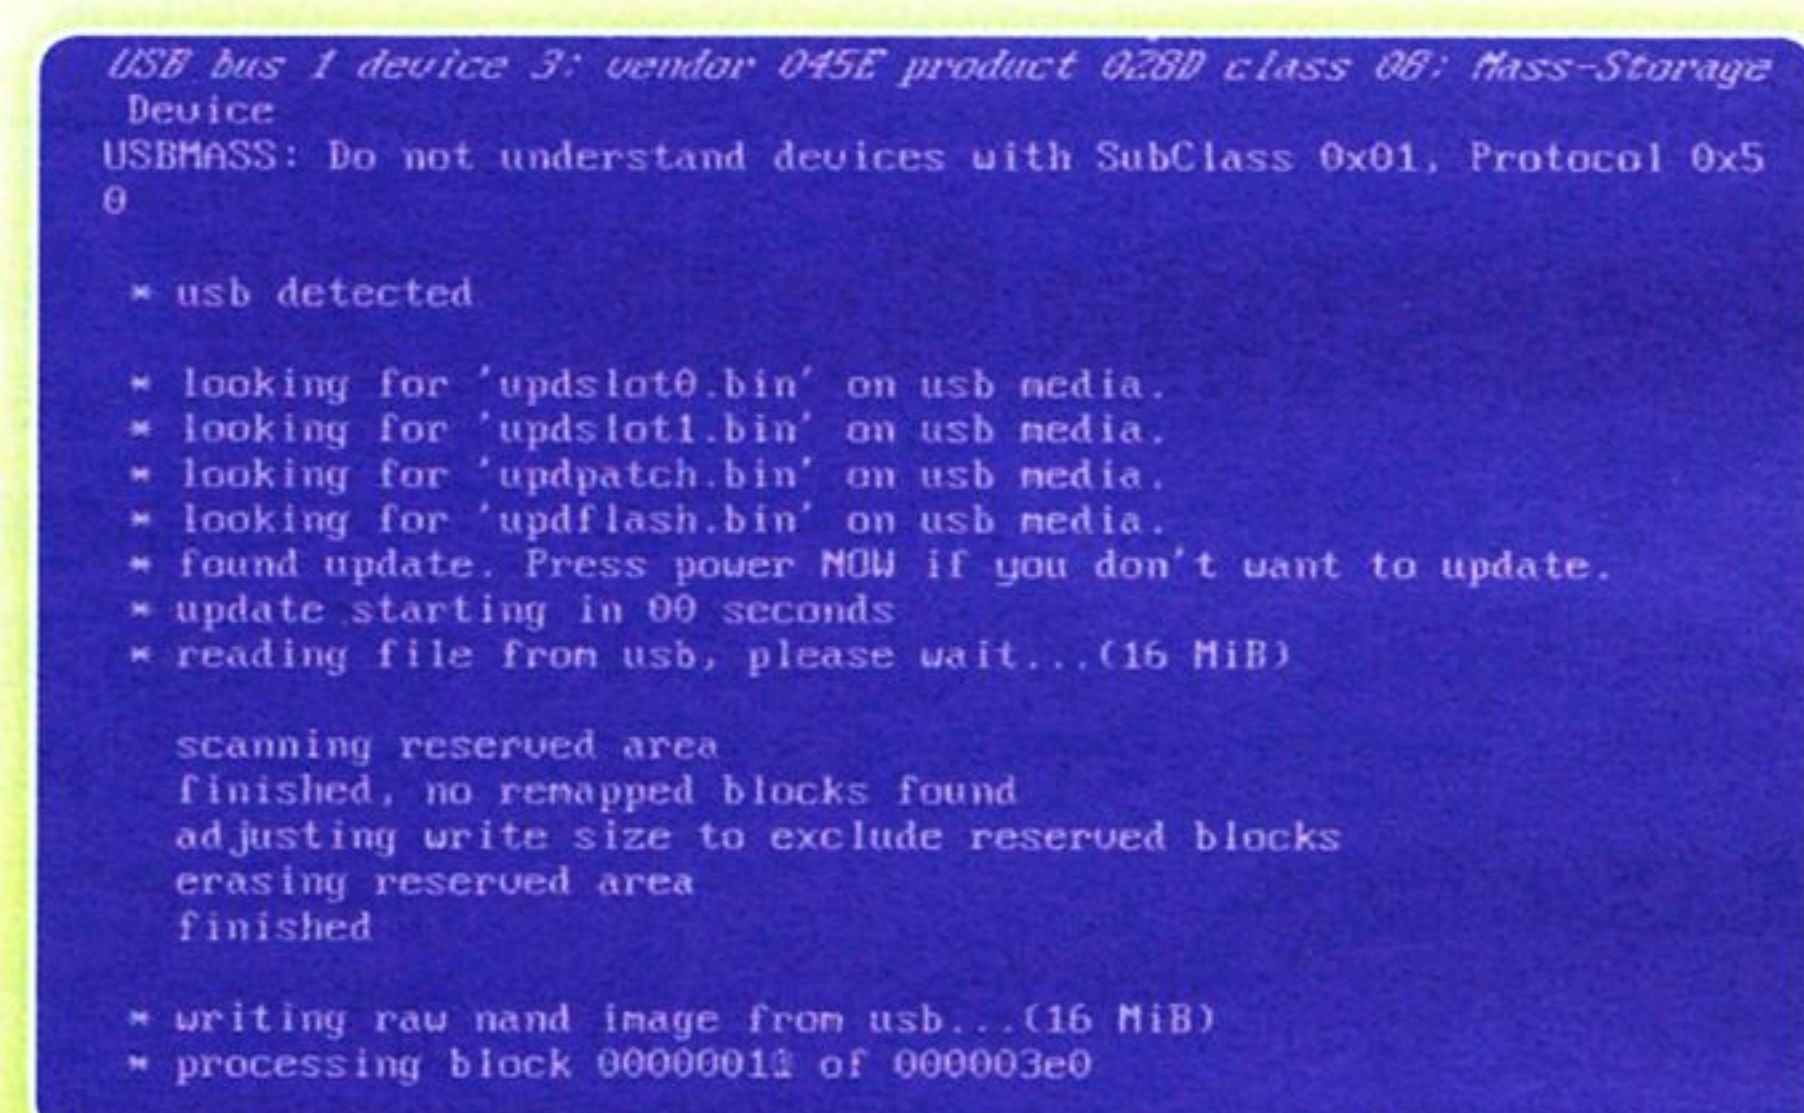 USB bus 1 device 3: vendor 045E product 028D class 08: Mass-Storage
Device
USBMASS: Do not understand devices with SubClass 0x01, Protocol 0x5
0
* usb detected
* looking for 'updslot0.bin' on usb media.
* looking for 'updslot1.bin' on usb media.
* looking for 'updpatch.bin' on usb media.
* looking for 'updflash.bin' on usb media.
* found update. Press power NOW if you don't want to update.
* update starting in 00 seconds
* reading file from usb, please wait...(16 MiB)
scanning reserved area
finished, no remapped blocks found
adjusting write size to exclude reserved blocks
erasing reserved area
finished
* writing raw nand image from usb...(16 MiB)
* processing block of 000003e0